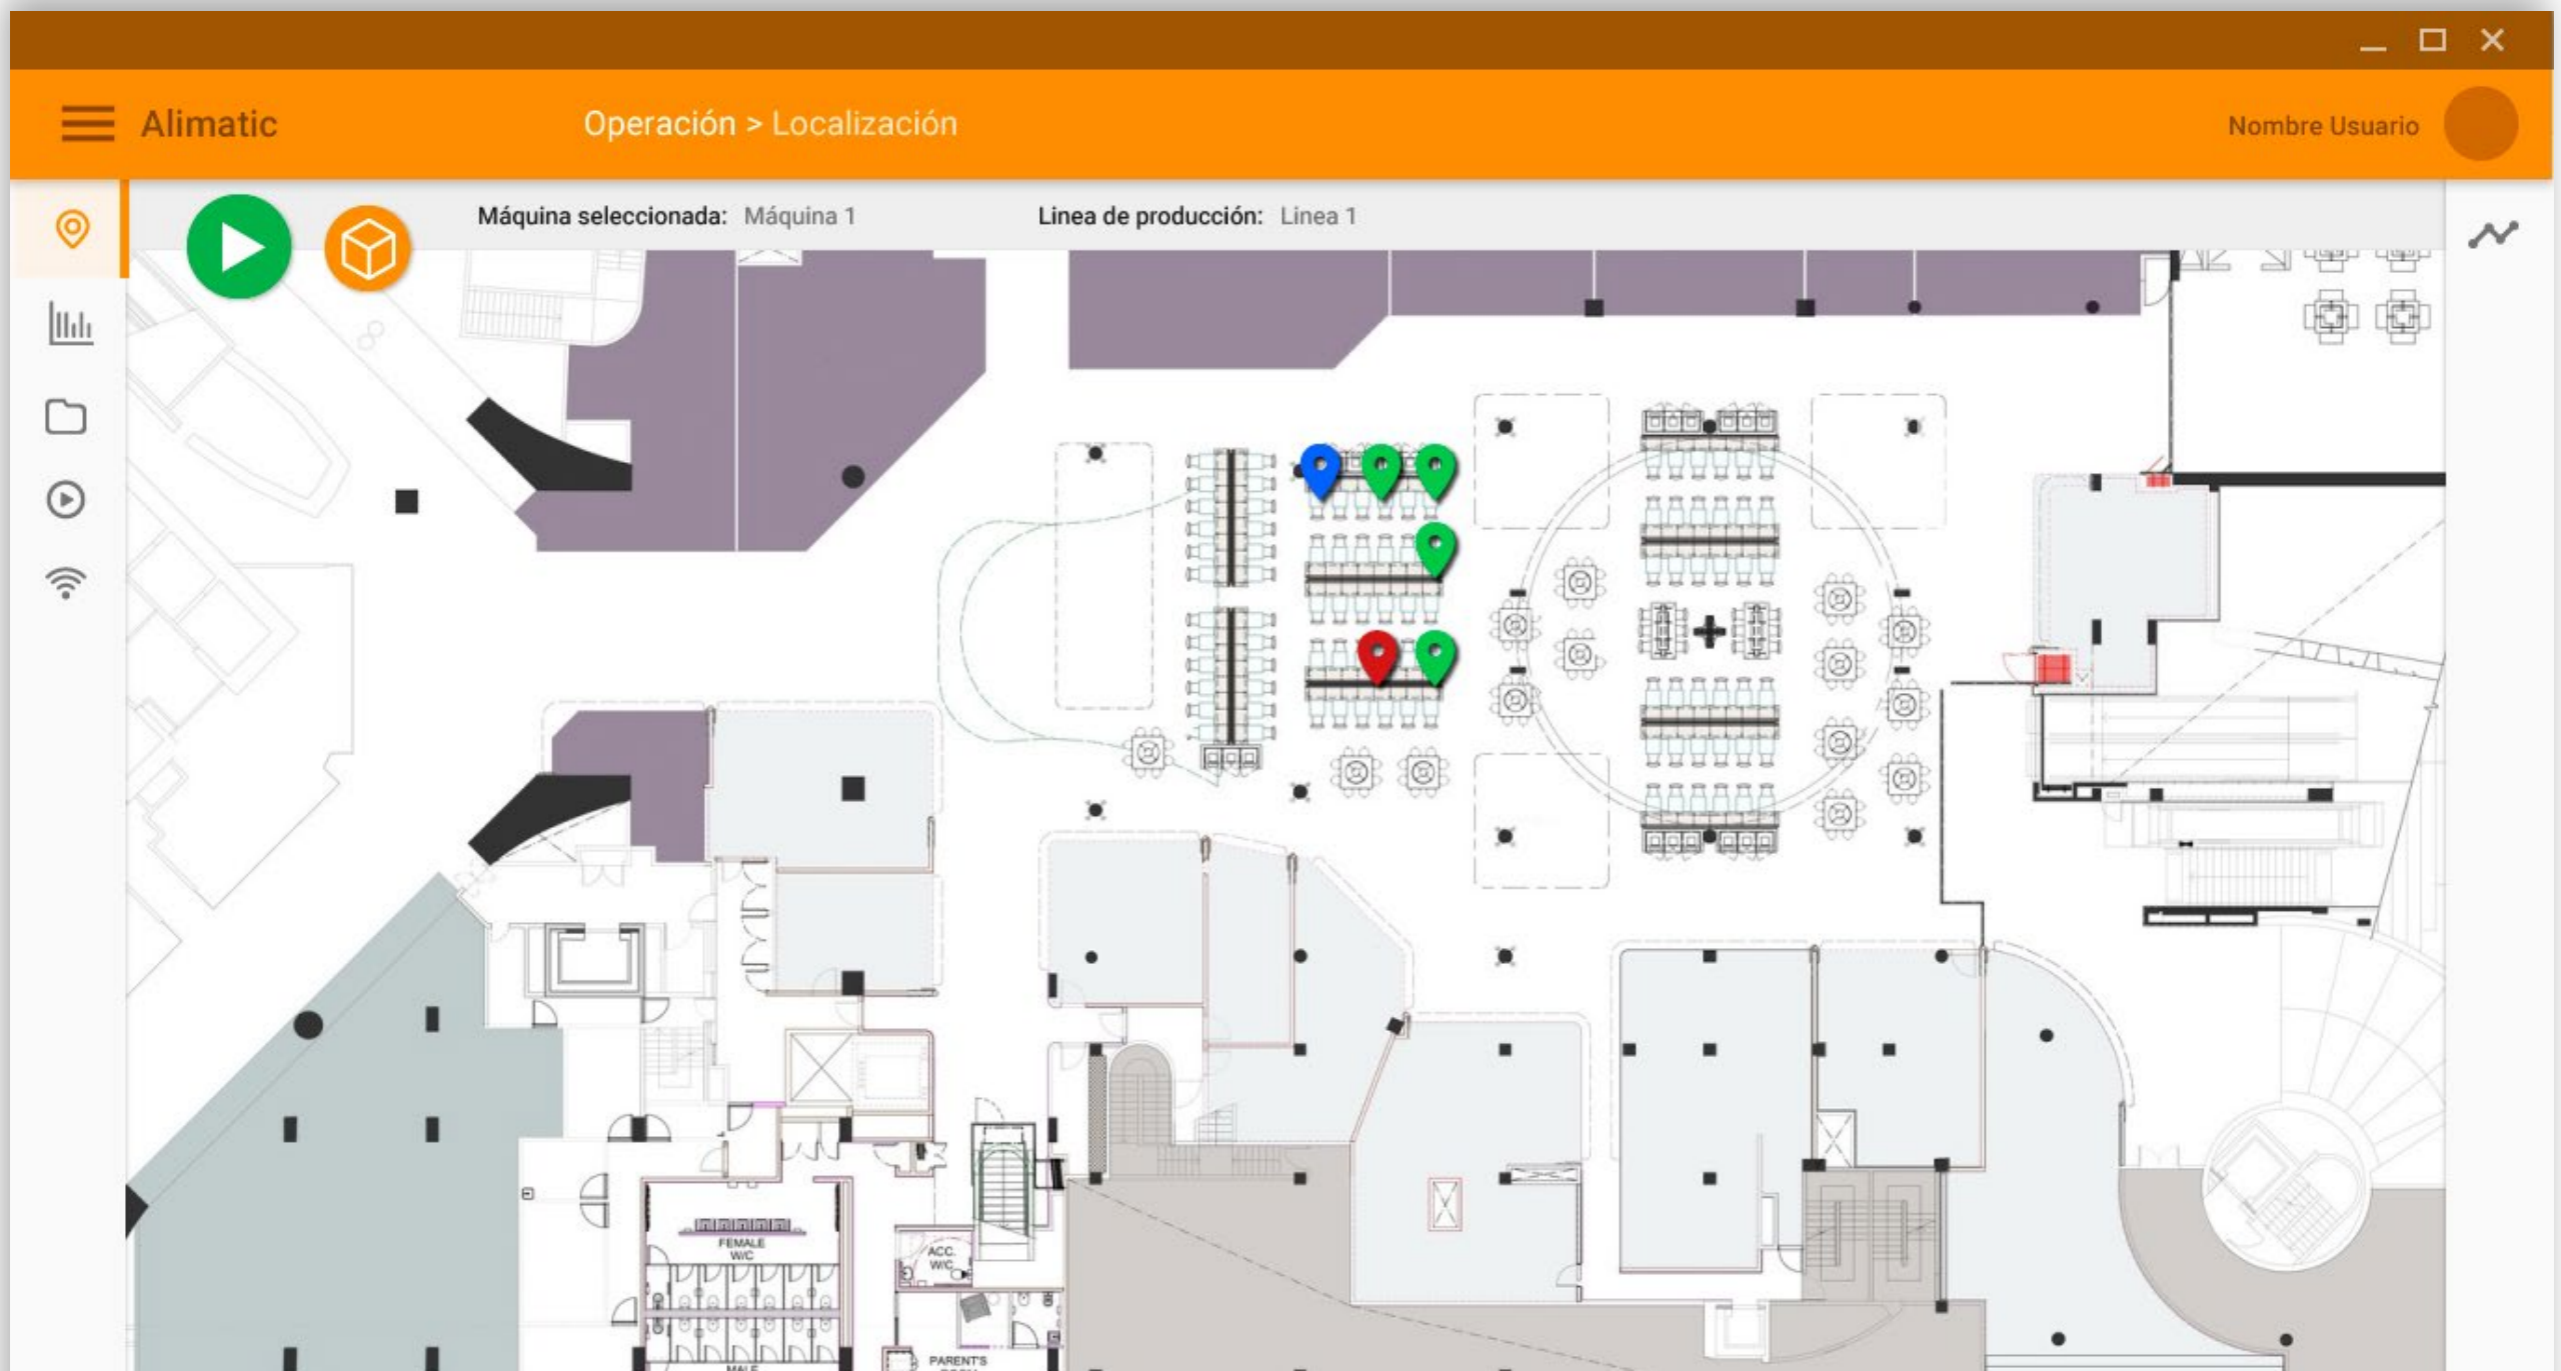 Alimatic
Operación > Localización
Nombre Usuario
Máquina seleccionada: Máquina 1
Linea de producción: Linea 1
FEMALE
W/C
ACC.
W/C
PARENT'S